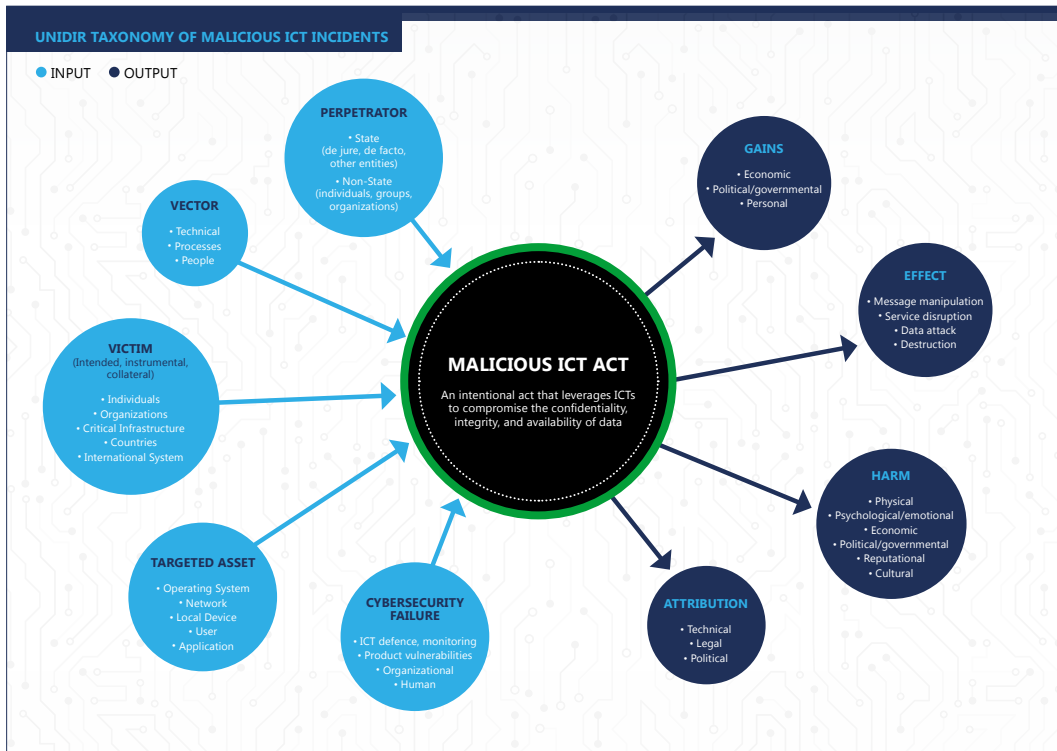 UNIDIR TAXONOMY OF MALICIOUS ICT INCIDENTS
INPUT
OUTPUT
PERPETRATOR
• State
(de jure, de facto,
other entities)
• Non-State
(individuals, groups,
organizations)
VECTOR
• Technical
• Processes
• People
VICTIM
(Intended, instrumental,
collateral)
• Individuals
• Organizations
• Critical Infrastructure
• Countries
• International System
TARGETED ASSET
• Operating System
• Network
• Local Device
• User
• Application
CYBERSECURITY
FAILURE
• ICT defence, monitoring
• Product vulnerabilities
• Organizational
• Human
MALICIOUS ICT ACT
An intentional act that leverages ICTs
to compromise the confidentiality,
integrity, and availability of data
GAINS
• Economic
• Political/governmental
• Personal
EFFECT
• Message manipulation
• Service disruption
• Data attack
• Destruction
HARM
• Physical
• Psychological/emotional
• Economic
• Political/governmental
• Reputational
• Cultural
ATTRIBUTION
• Technical
• Legal
• Political